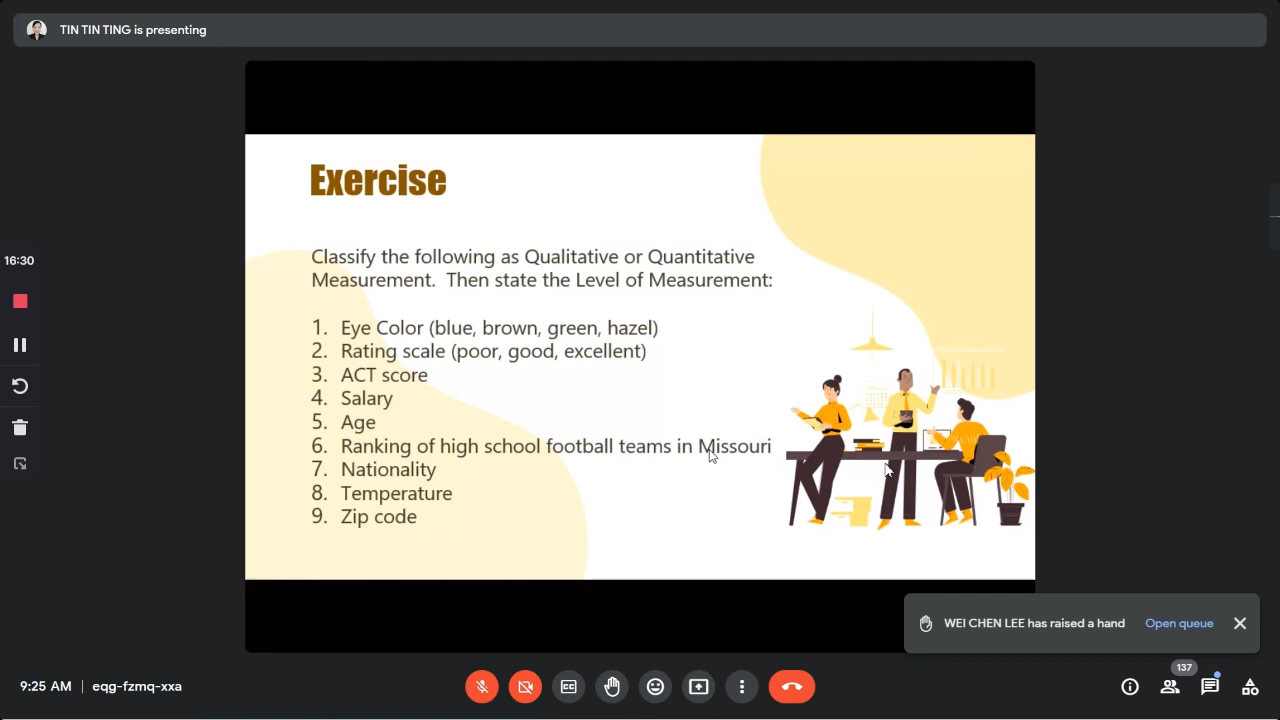 TIN TIN TING is presenting
Exercise
Classify the following as Qualitative or Quantitative
Measurement. Then state the Level of Measurement:
1. Eye Color (blue, brown, green, hazel)
2. Rating scale (poor, good, excellent)
3. ACT score
4. Salary
5. Age
6. Ranking of high school football teams in Missouri
7. Nationality
8. Temperature
9. Zip code
16:30
WEI CHEN LEE has raised a hand Open queue
137
9:25 AM | eqg-fzmq-xxa